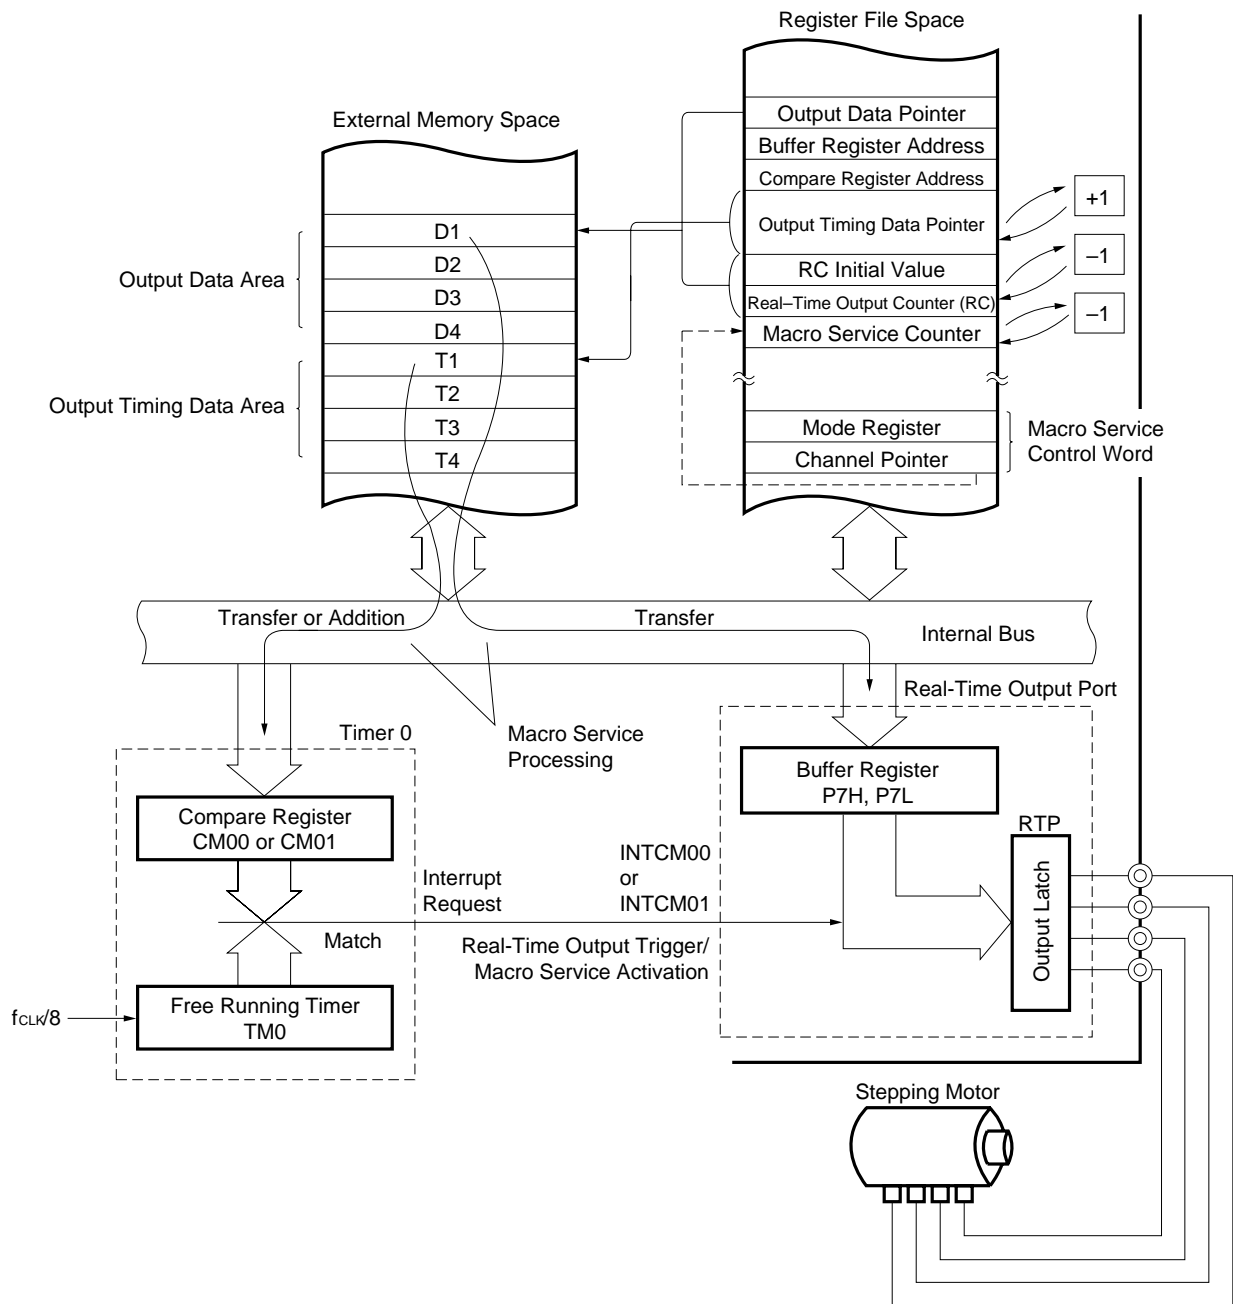 Register File Space
Output Data Pointer
External Memory Space
Buffer Register Address
Compare Register Address
+1
Output Timing Data Pointer
D1
D2
Output Data Area
D3
D4
RC Initial Value
–1
Real–Time Output Counter (RC)
–1
Macro Service Counter
T1
T2
Output Timing Data Area
T3
T4
Mode Register
Channel Pointer
Macro Service
Control Word
Transfer or Addition
Transfer
Internal Bus
Real-Time Output Port
Timer 0
Macro Service
Processing
Buffer Register
P7H, P7L
Compare Register
CM00 or CM01
RTP
Output Latch
Interrupt
Request
INTCM00
or
INTCM01
Match
Real-Time Output Trigger/
Macro Service Activation
Free Running Timer
TM0
fCLK/8
Stepping Motor